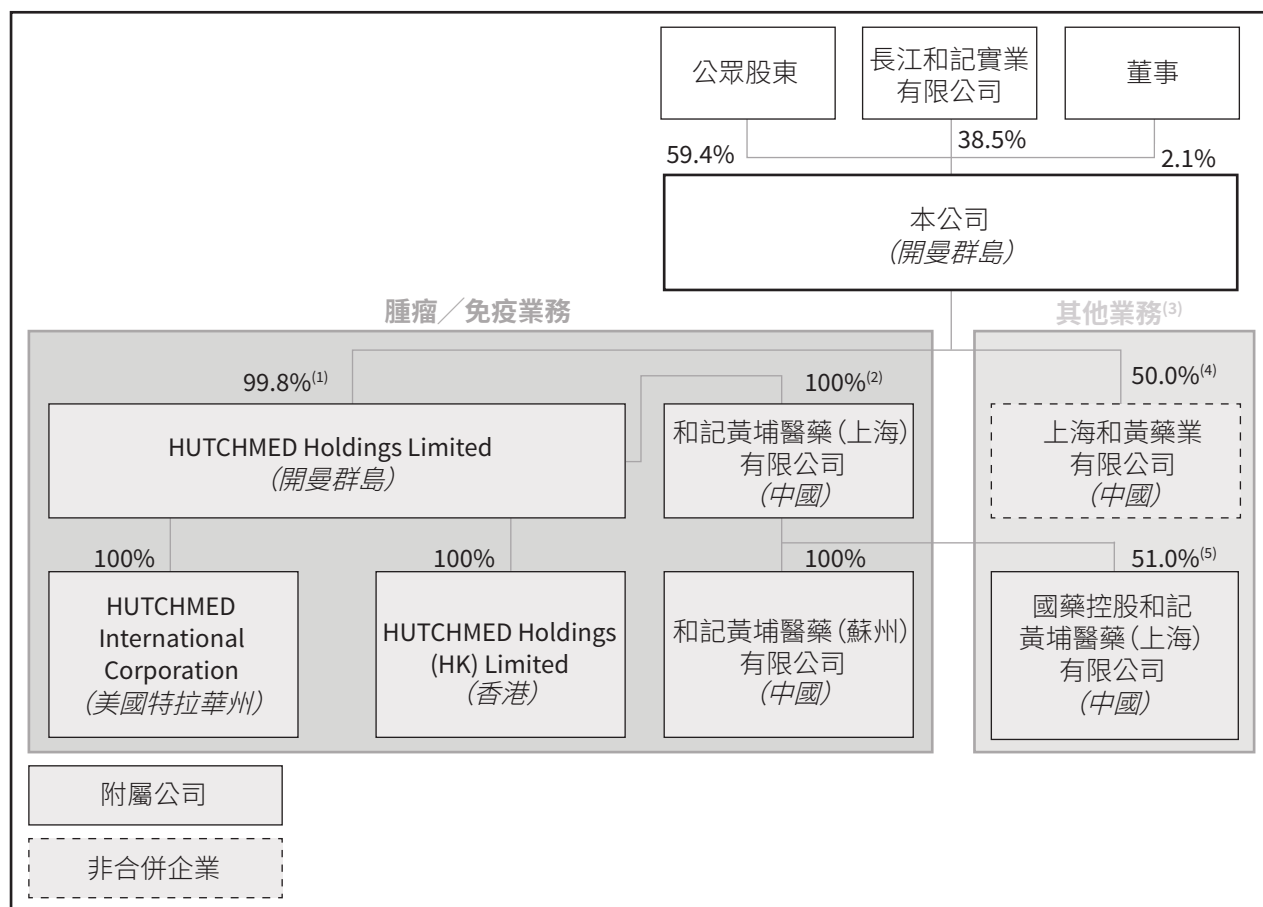 公眾股東
長江和記實業
有限公司
董事
59.4%
38.5%
2.1%
本公司
（開曼群島）
腫瘤／免疫業務
其他業務(3)
99.8%(1)
100%(2)
50.0%(4)
HUTCHMED Holdings Limited
（開曼群島）
和記黃埔醫藥（上海）
有限公司
（中國）
上海和黃藥業
有限公司
（中國）
100%
100%
100%
51.0%(5)
HUTCHMED
International
Corporation
（美國特拉華州）
HUTCHMED Holdings
(HK) Limited
（香港）
和記黃埔醫藥（蘇州）
有限公司
（中國）
國藥控股和記
黃埔醫藥（上海）
有限公司
（中國）
附屬公司
非合併企業